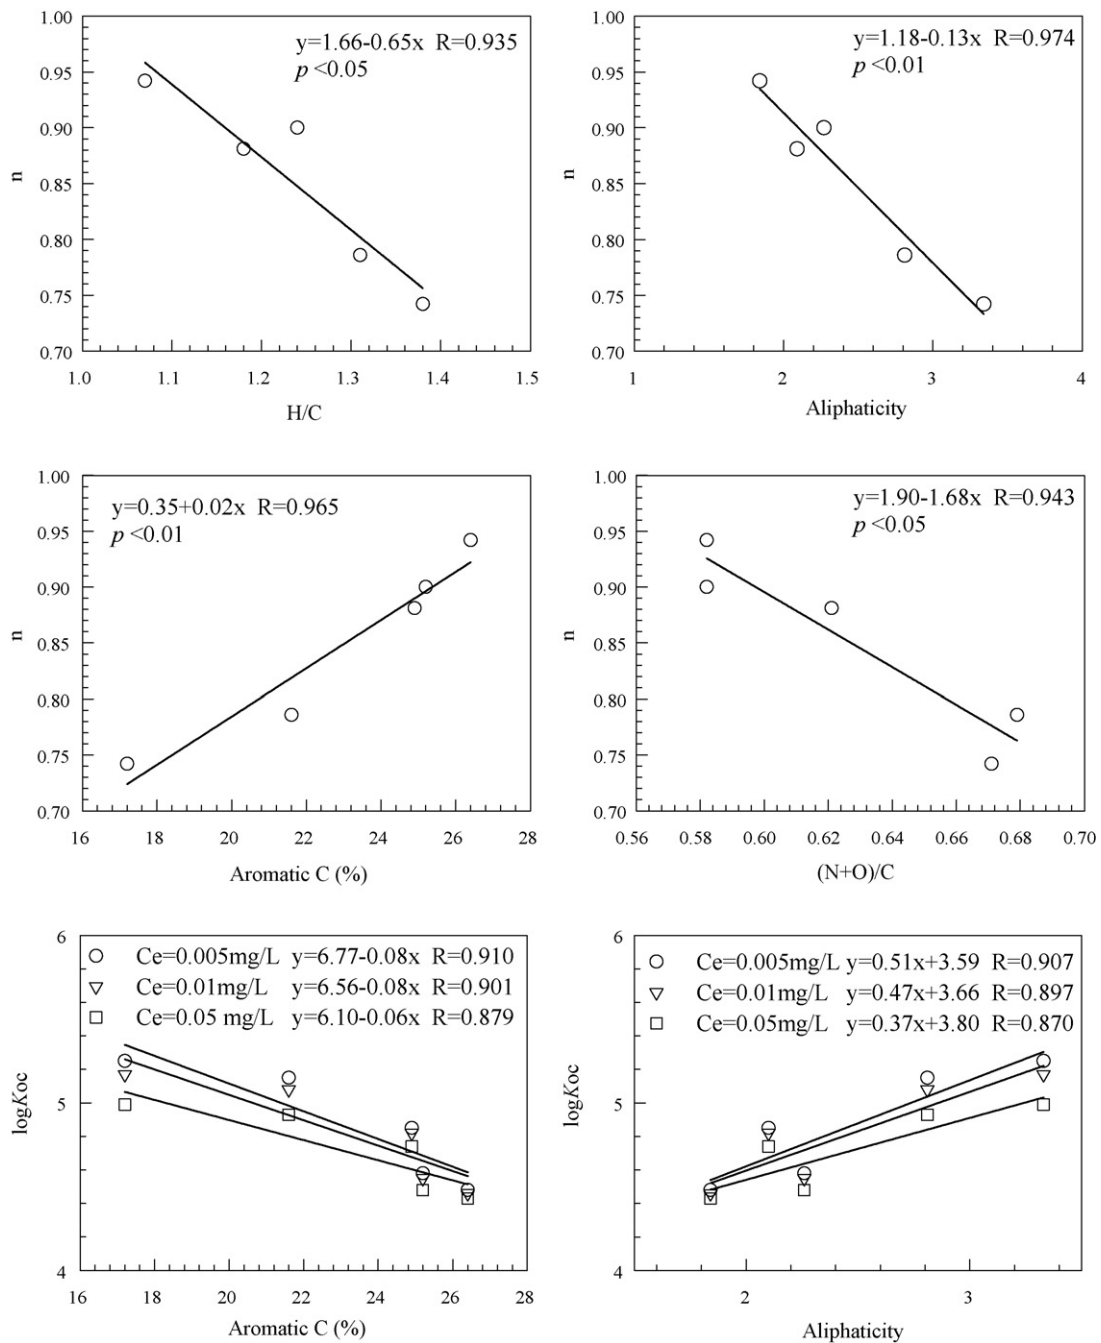 y=1.66-0.65x R=0.935
p <0.05
1.00
0.95
0.90
0.85
0.80
0.75
0.70
n
1.0 1.1 1.2 1.3 1.4 1.5
H/C
y=1.18-0.13x R=0.974
p <0.01
1.00
0.95
0.90
0.85
0.80
0.75
0.70
n
1 2 3 4
Aliphaticity
y=0.35+0.02x R=0.965
p <0.01
1.00
0.95
0.90
0.85
0.80
0.75
0.70
n
16 18 20 22 24 26 28
Aromatic C (%)
y=1.90-1.68x R=0.943
p <0.05
1.00
0.95
0.90
0.85
0.80
0.75
0.70
n
0.56 0.58 0.60 0.62 0.64 0.66 0.68 0.70
(N+O)/C
Ce=0.005mg/L y=6.77-0.08x R=0.910
Ce=0.01mg/L y=6.56-0.08x R=0.901
Ce=0.05 mg/L y=6.10-0.06x R=0.879
6
5
4
logKoc
16 18 20 22 24 26 28
Aromatic C (%)
Ce=0.005mg/L y=0.51x+3.59 R=0.907
Ce=0.01mg/L y=0.47x+3.66 R=0.897
Ce=0.05mg/L y=0.37x+3.80 R=0.870
6
5
4
logKoc
2 3
Aliphaticity